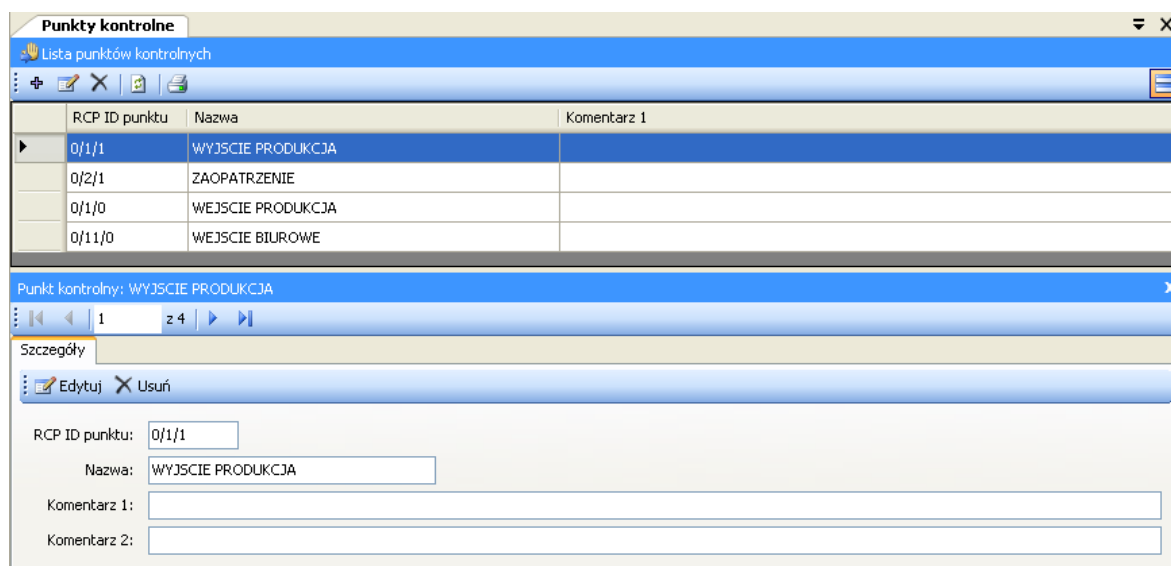 Punkty kontrolne
Lista punktów kontrolnych
RCP ID punktu Nazwa Komentarz 1
0/1/1 WYJSCIE PRODUKCJA
0/2/1 ZAOPATRZENIE
0/1/0 WEJSCIE PRODUKCJA
0/11/0 WEJSCIE BIUROWE
Punkt kontrolny: WYJSCIE PRODUKCJA
1 z 4
Szczegóły
Edytuj Usuń
RCP ID punktu: 0/1/1
Nazwa: WYJSCIE PRODUKCJA
Komentarz 1:
Komentarz 2: